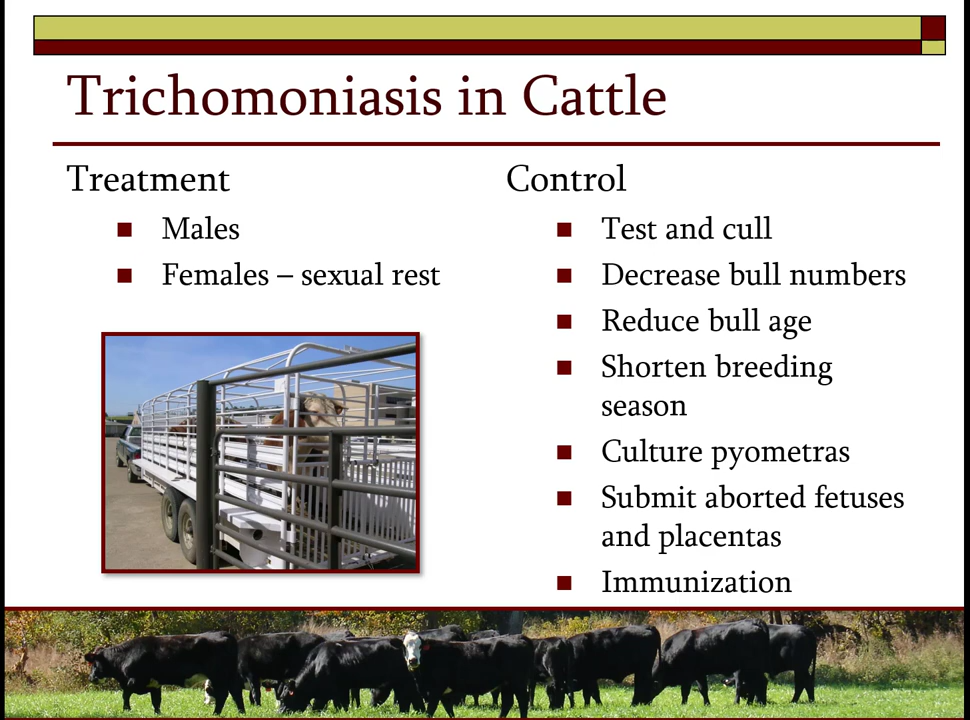 Trichomoniasis in Cattle
Treatment
Males
Females – sexual rest
Control
Test and cull
Decrease bull numbers
Reduce bull age
Shorten breeding
season
Culture pyometras
Submit aborted fetuses
and placentas
Immunization